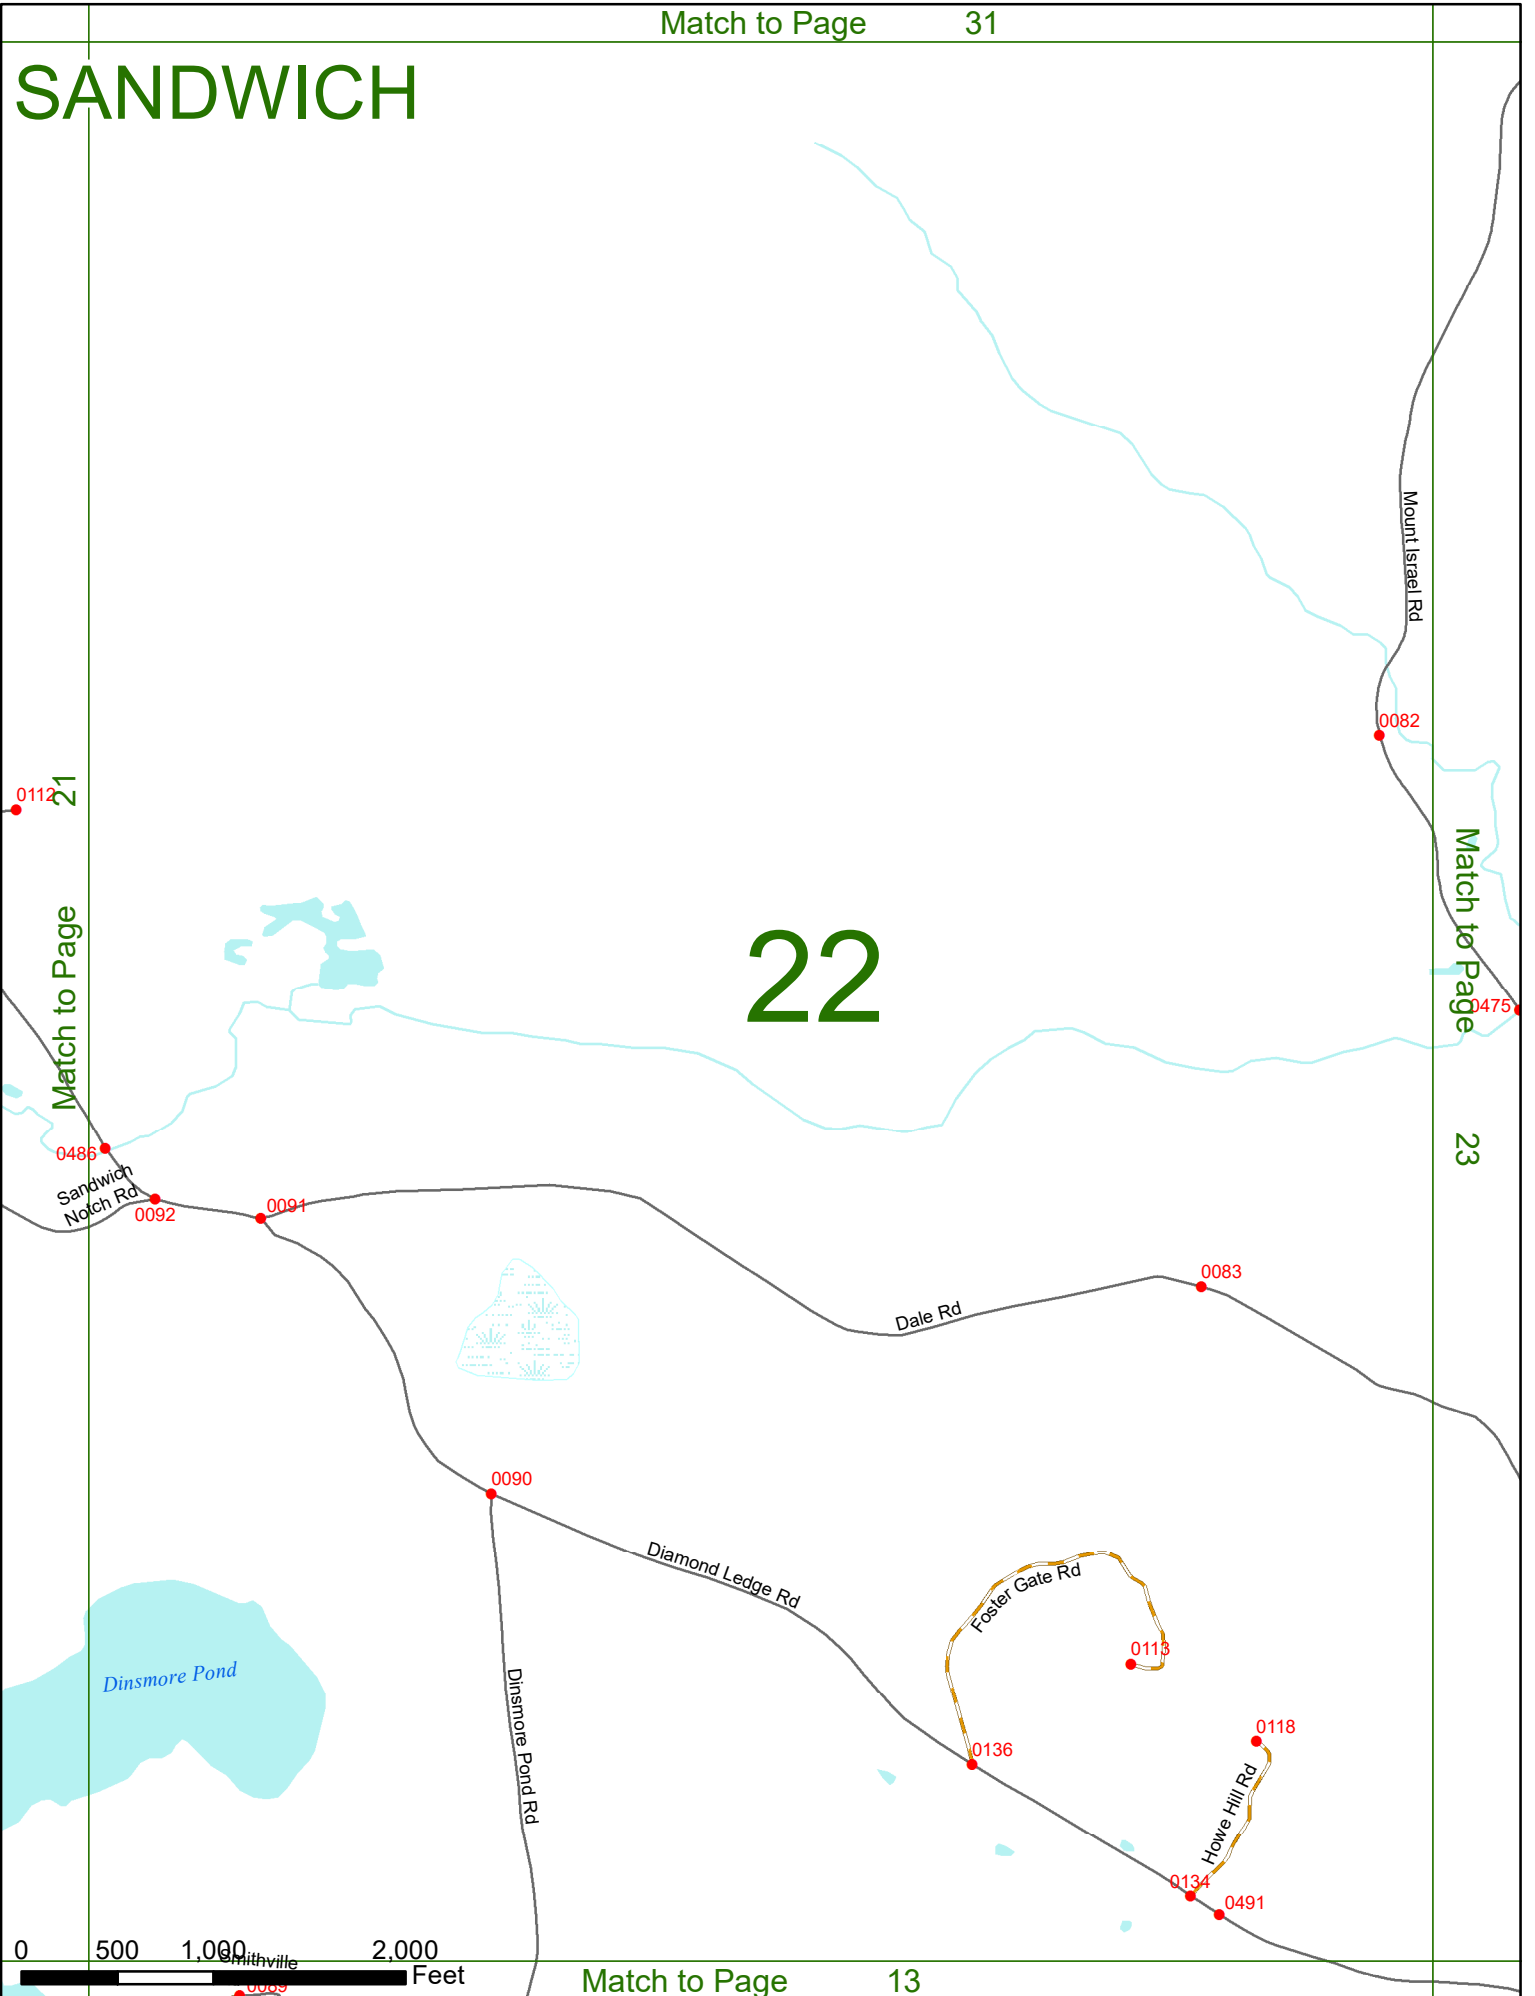 Match to Page 31
SANDWICH
Mount Israel Rd
0082
0112
21
Match to Page
22
Match to Page
23
0475
0486
Sandwich
Notch Rd
0092
0091
0083
Dale Rd
0090
Diamond Ledge Rd
Foster Gate Rd
0113
Dinsmore Pond
Dinsmore Pond Rd
0118
0136
Howe Hill Rd
0134
0491
0 500 1,000 2,000
Smithville
Feet
0089
Match to Page 13